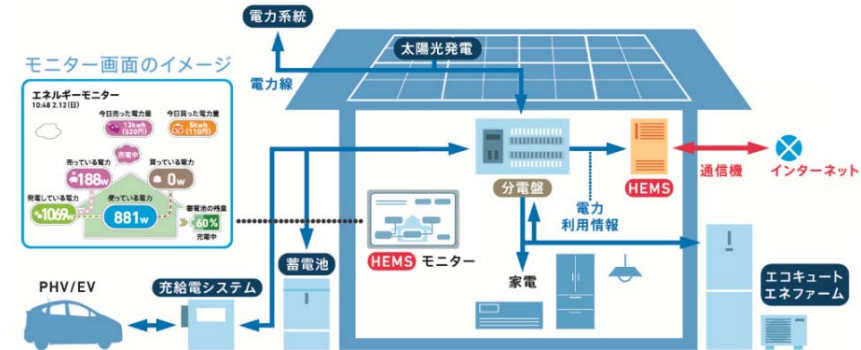 電力系統
太陽光発電
電力線
モニター画面のイメージ
エネルギーモニター
10:48 2.12(日)
今日売った電力量
今日買った電力量
13kwh
(520円)
5kwh
(110円)
売電中
売っている電力
買っている電力
188w
0w
発電している電力
使っている電力
蓄電池の残量
1069w
881w
60%
充電中
分電盤
HEMS
通信機
インターネット
電力
利用情報
HEMS モニター
蓄電池
家電
PHV/EV
充給電システム
エコキュート
エネファーム